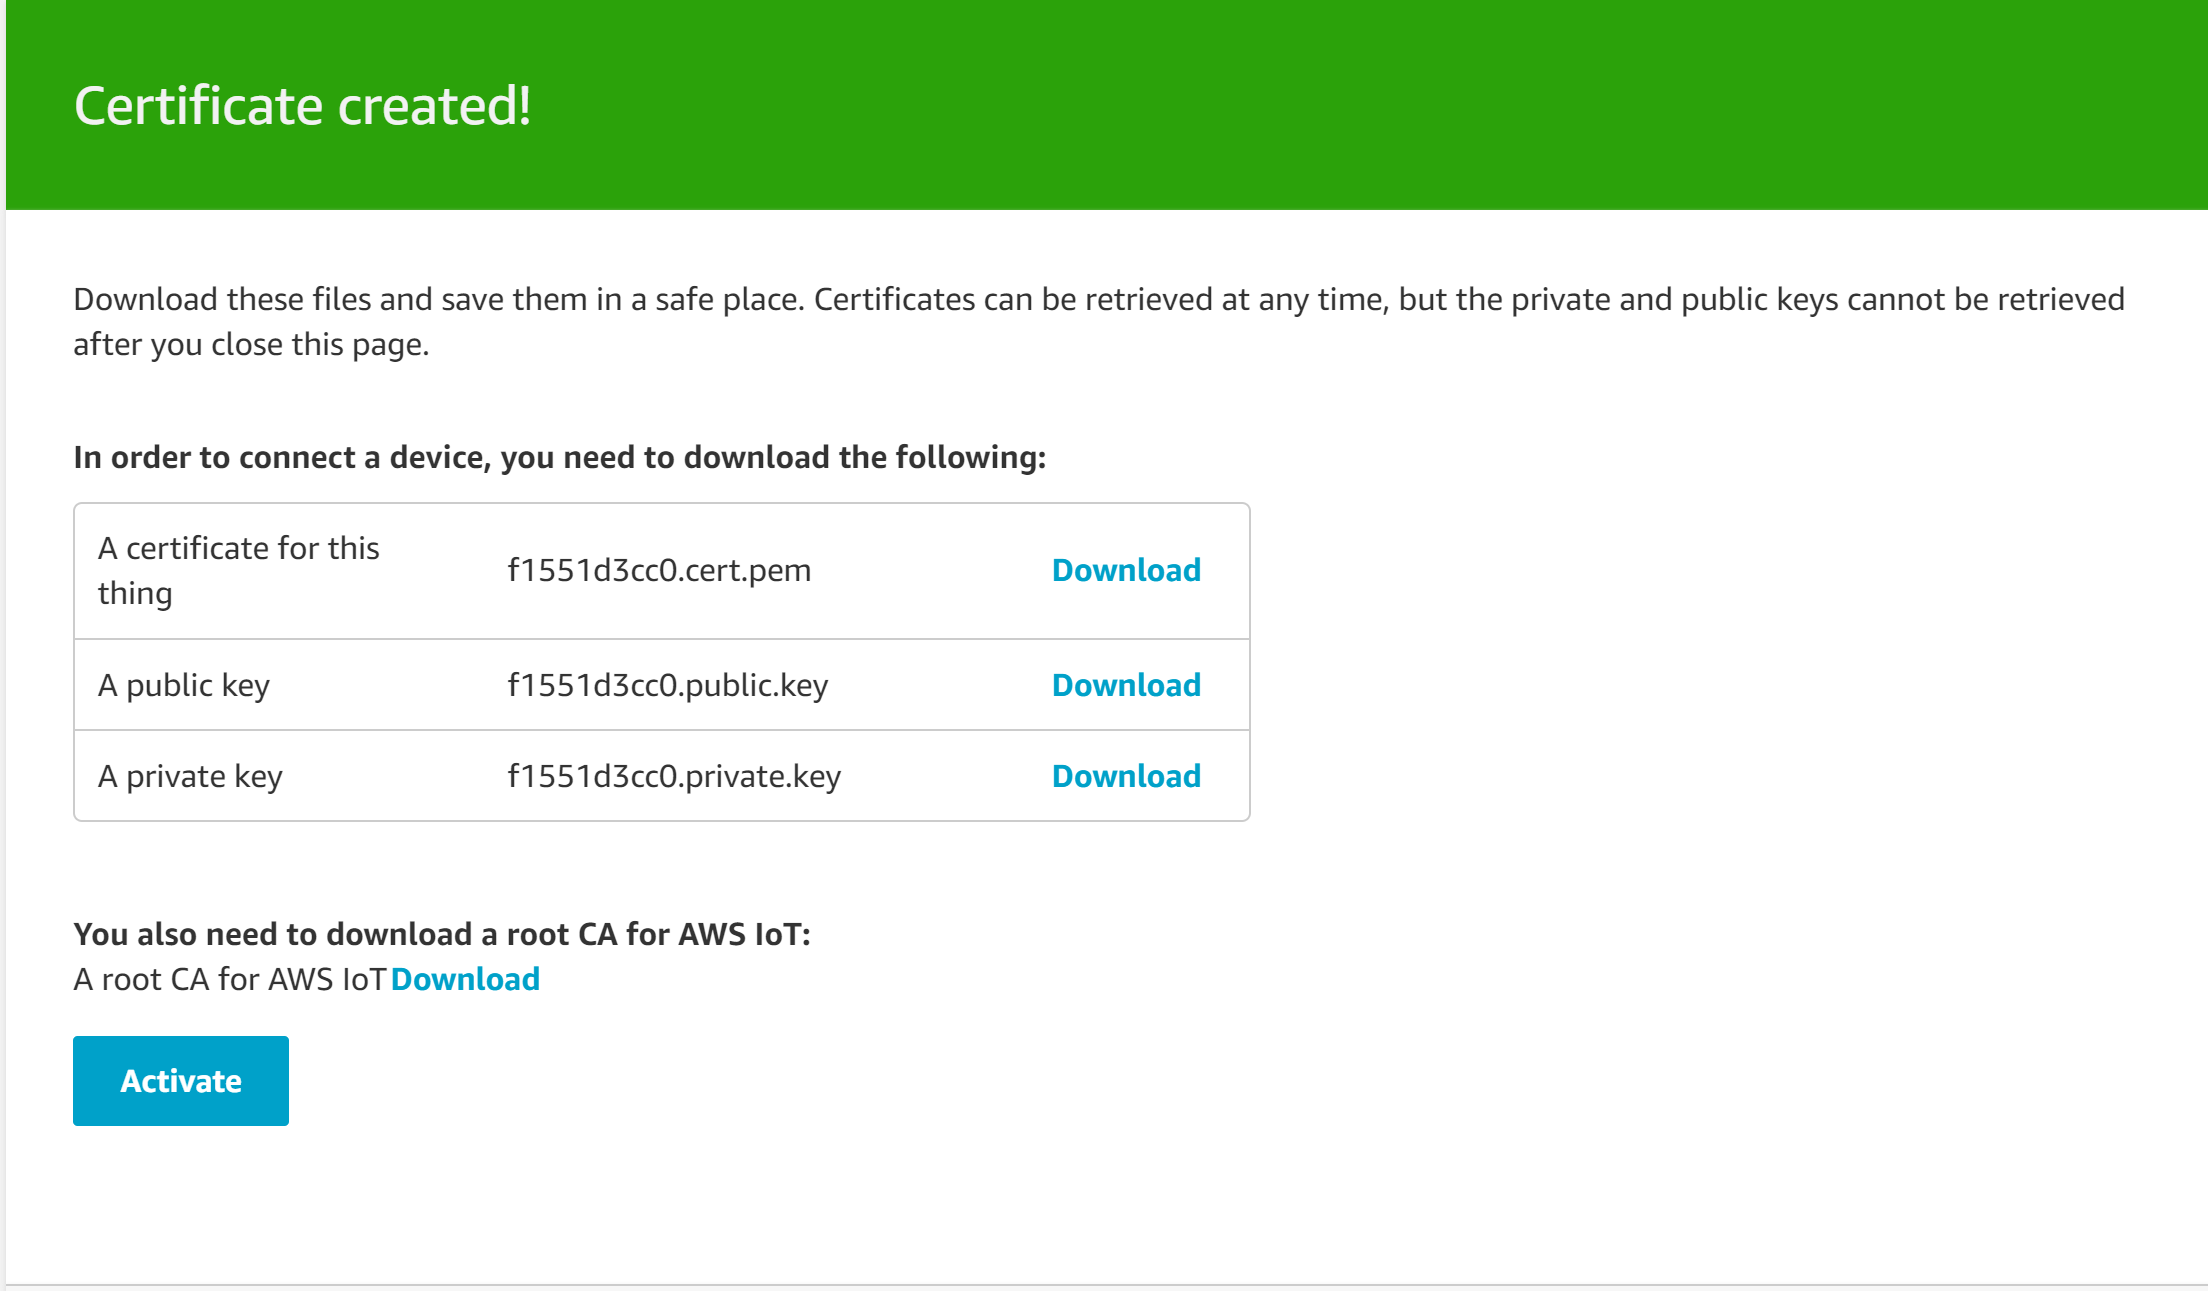 Certificate created!
Download these files and save them in a safe place. Certificates can be retrieved at any time, but the private and public keys cannot be retrieved
after you close this page.
In order to connect a device, you need to download the following:
A certificate for this
thing
f1551d3cc0.cert.pem
Download
A public key
f1551d3cc0.public.key
Download
A private key
f1551d3cc0.private.key
Download
You also need to download a root CA for AWS IoT:
A root CA for AWS IoT Download
Activate